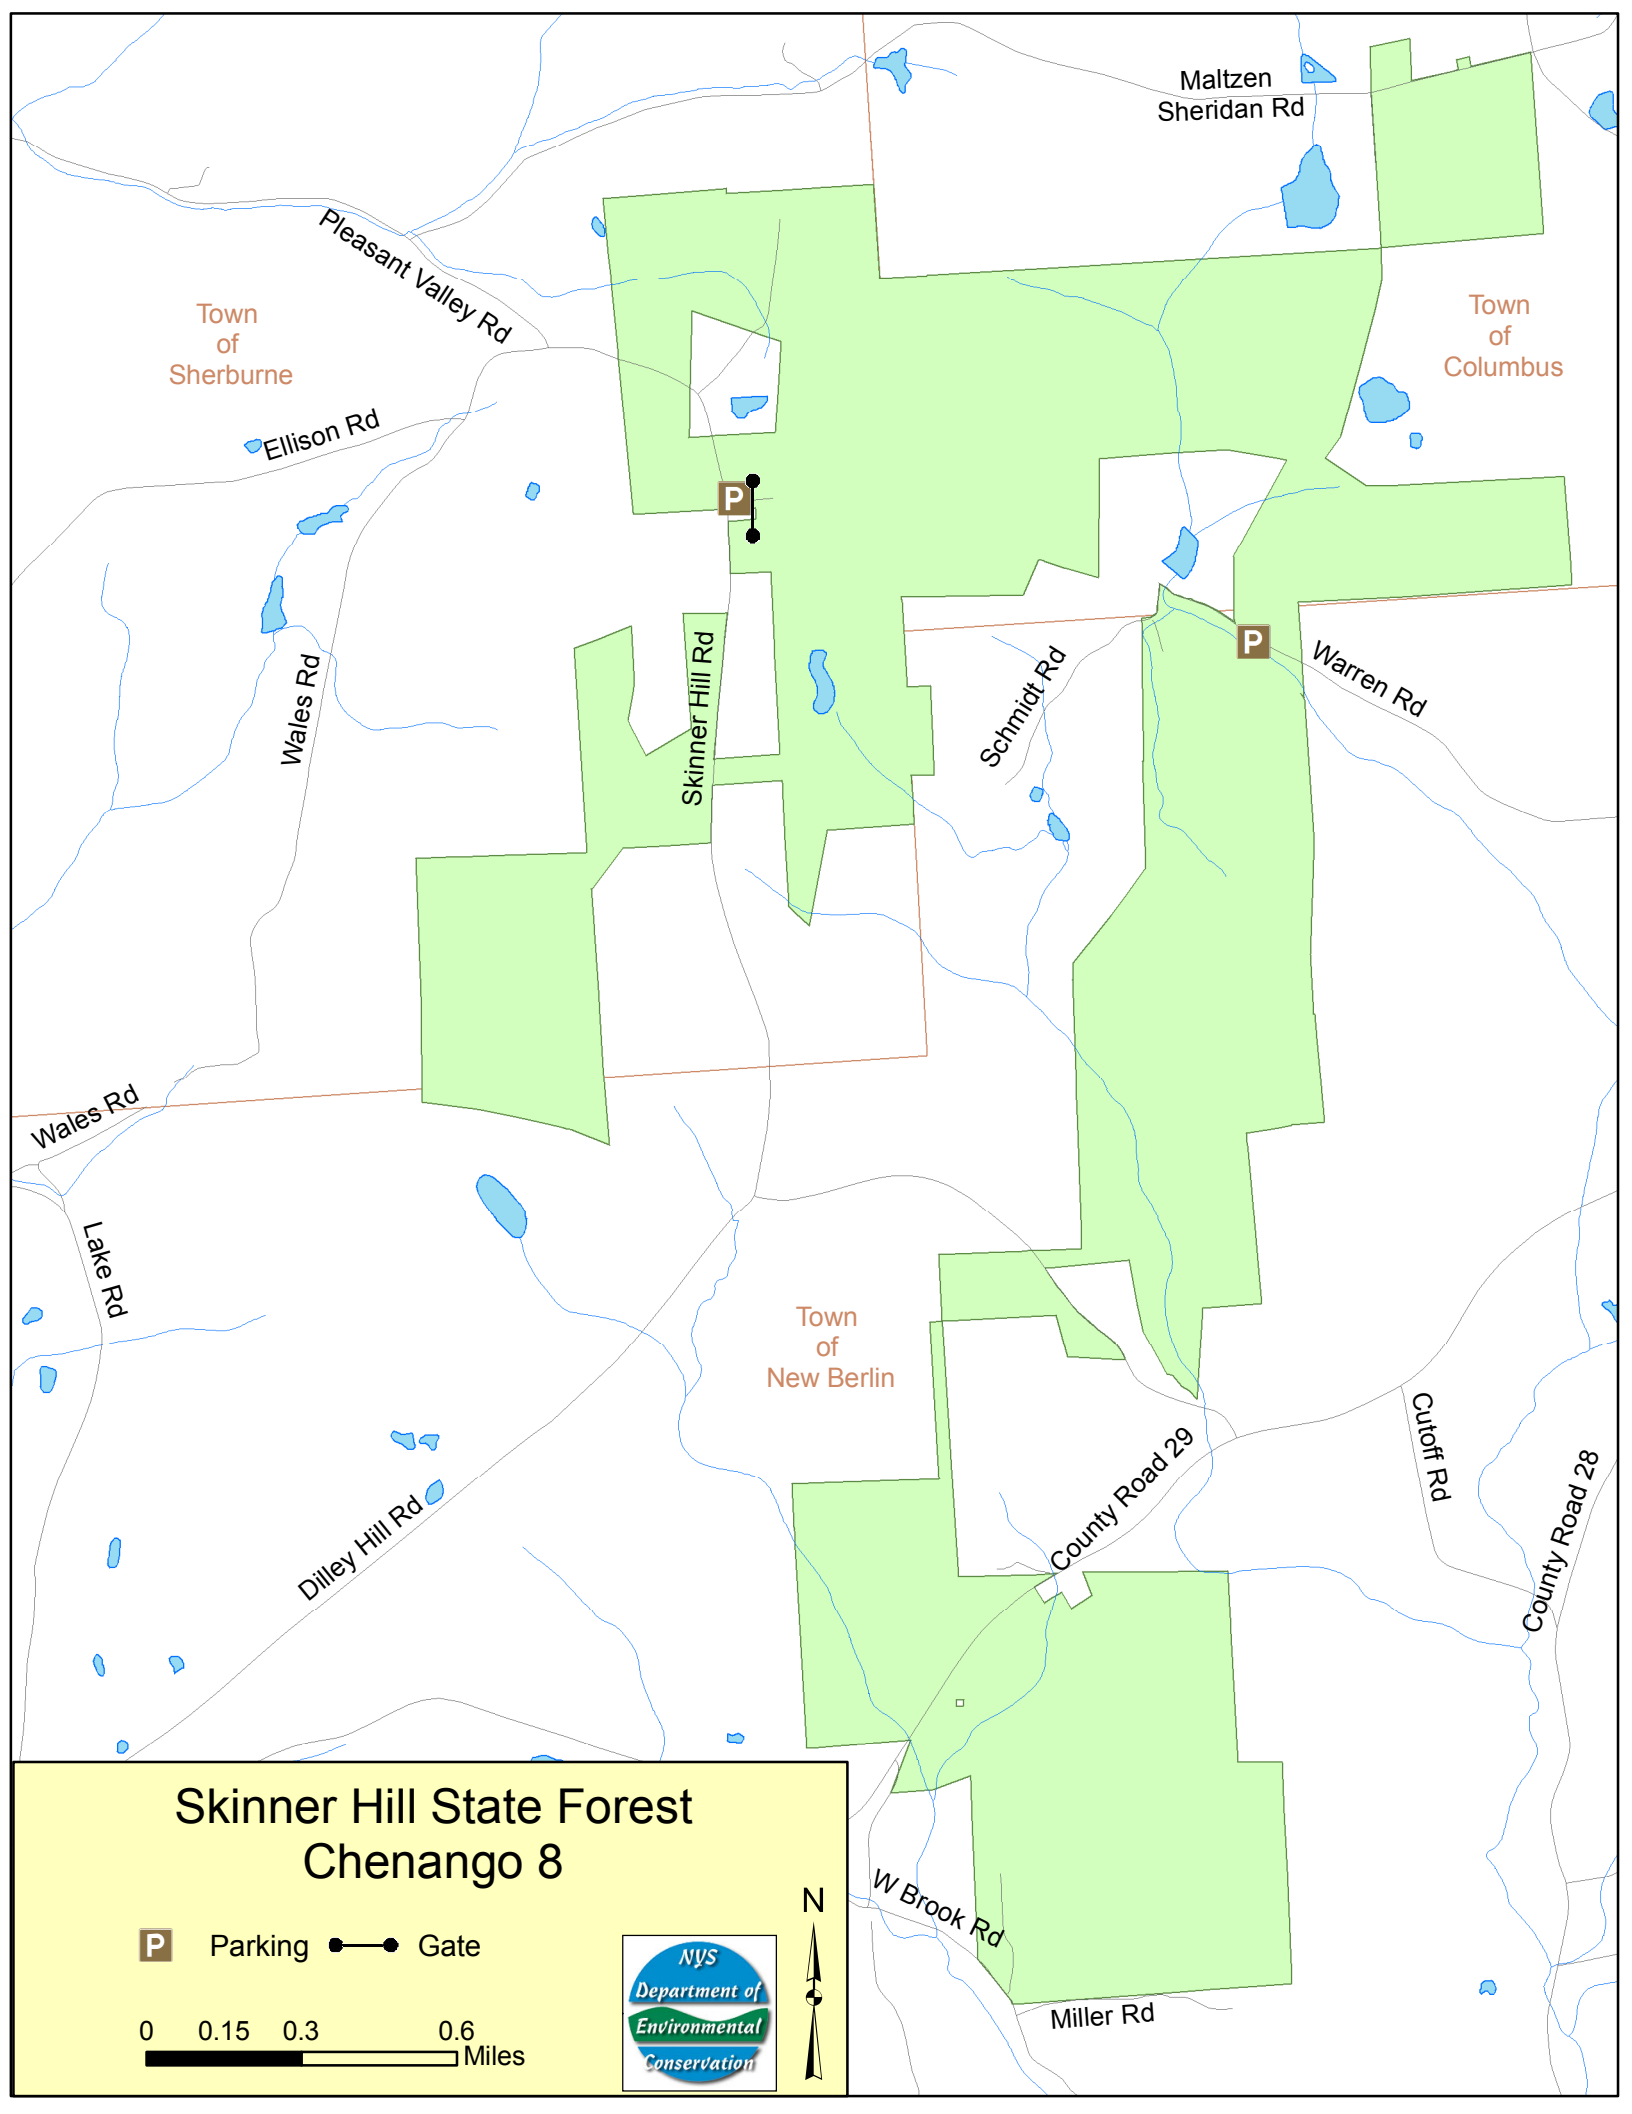 Maltzen
Sheridan Rd
Pleasant Valley Rd
Town
of
Sherburne
Town
of
Columbus
Ellison Rd
P
Wales Rd
Skinner Hill Rd
Schmidt Rd
P
Warren Rd
Wales Rd
Lake Rd
Town
of
New Berlin
Cutoff Rd
County Road 29
County Road 28
Dilley Hill Rd
W Brook Rd
Miller Rd
Skinner Hill State Forest
Chenango 8
P Parking Gate
N
NYS
Department of
Environmental
Conservation
0 0.15 0.3 0.6
Miles